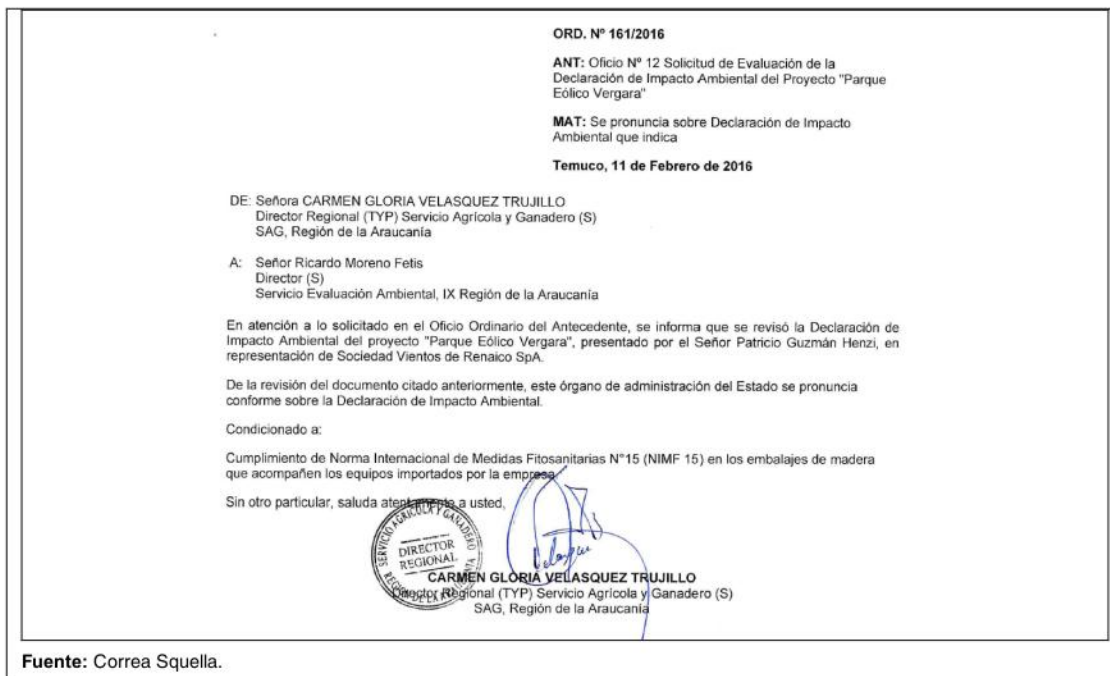 ORD. Nº 161/2016
ANT: Oficio Nº 12 Solicitud de Evaluación de la
Declaración de Impacto Ambiental del Proyecto "Parque
Eólico Vergara"
MAT: Se pronuncia sobre Declaración de Impacto
Ambiental que indica
Temuco, 11 de Febrero de 2016
DE: Señora CARMEN GLORIA VELASQUEZ TRUJILLO
Director Regional (TYP) Servicio Agrícola y Ganadero (S)
SAG, Región de la Araucanía
A: Señor Ricardo Moreno Fetis
Director (S)
Servicio Evaluación Ambiental, IX Región de la Araucanía
En atención a lo solicitado en el Oficio Ordinario del Antecedente, se informa que se revisó la Declaración de
Impacto Ambiental del proyecto "Parque Eólico Vergara", presentado por el Señor Patricio Guzmán Henzi, en
representación de Sociedad Vientos de Renaico SpA.
De la revisión del documento citado anteriormente, este órgano de administración del Estado se pronuncia
conforme sobre la Declaración de Impacto Ambiental.
Condicionado a:
Cumplimiento de Norma Internacional de Medidas Fitosanitarias N°15 (NIMF 15) en los embalajes de madera
que acompañen los equipos importados por la empresa
Sin otro particular, saluda atentamente a usted,
SERVICIO AGRICOLA Y GANADERO
DIRECTOR
REGIONAL
CARMEN GLORIA VELASQUEZ TRUJILLO
Director Regional (TYP) Servicio Agrícola y Ganadero (S)
SAG, Región de la Araucanía
Fuente: Correa Squella.